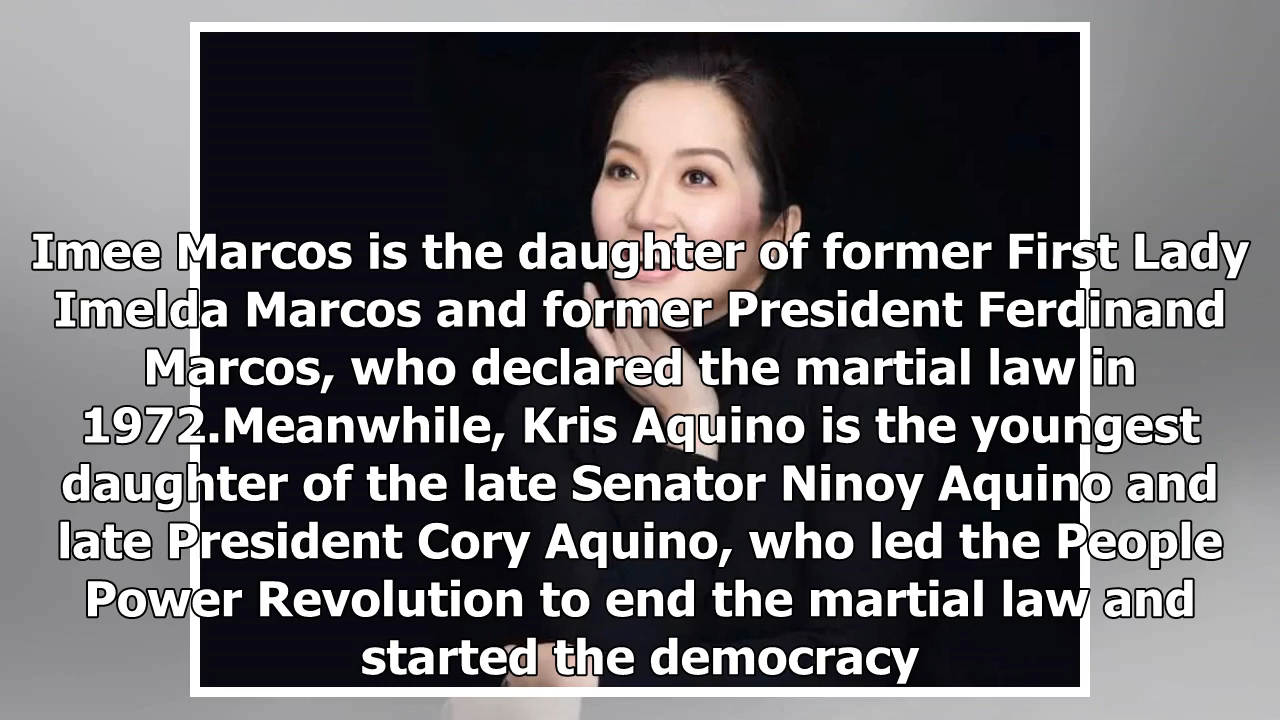 Imee Marcos is the daughter of former First Lady
Imelda Marcos and former President Ferdinand
Marcos, who declared the martial law in
1972.Meanwhile, Kris Aquino is the youngest
daughter of the late Senator Ninoy Aquino and
late President Cory Aquino, who led the People
Power Revolution to end the martial law and
started the democracy